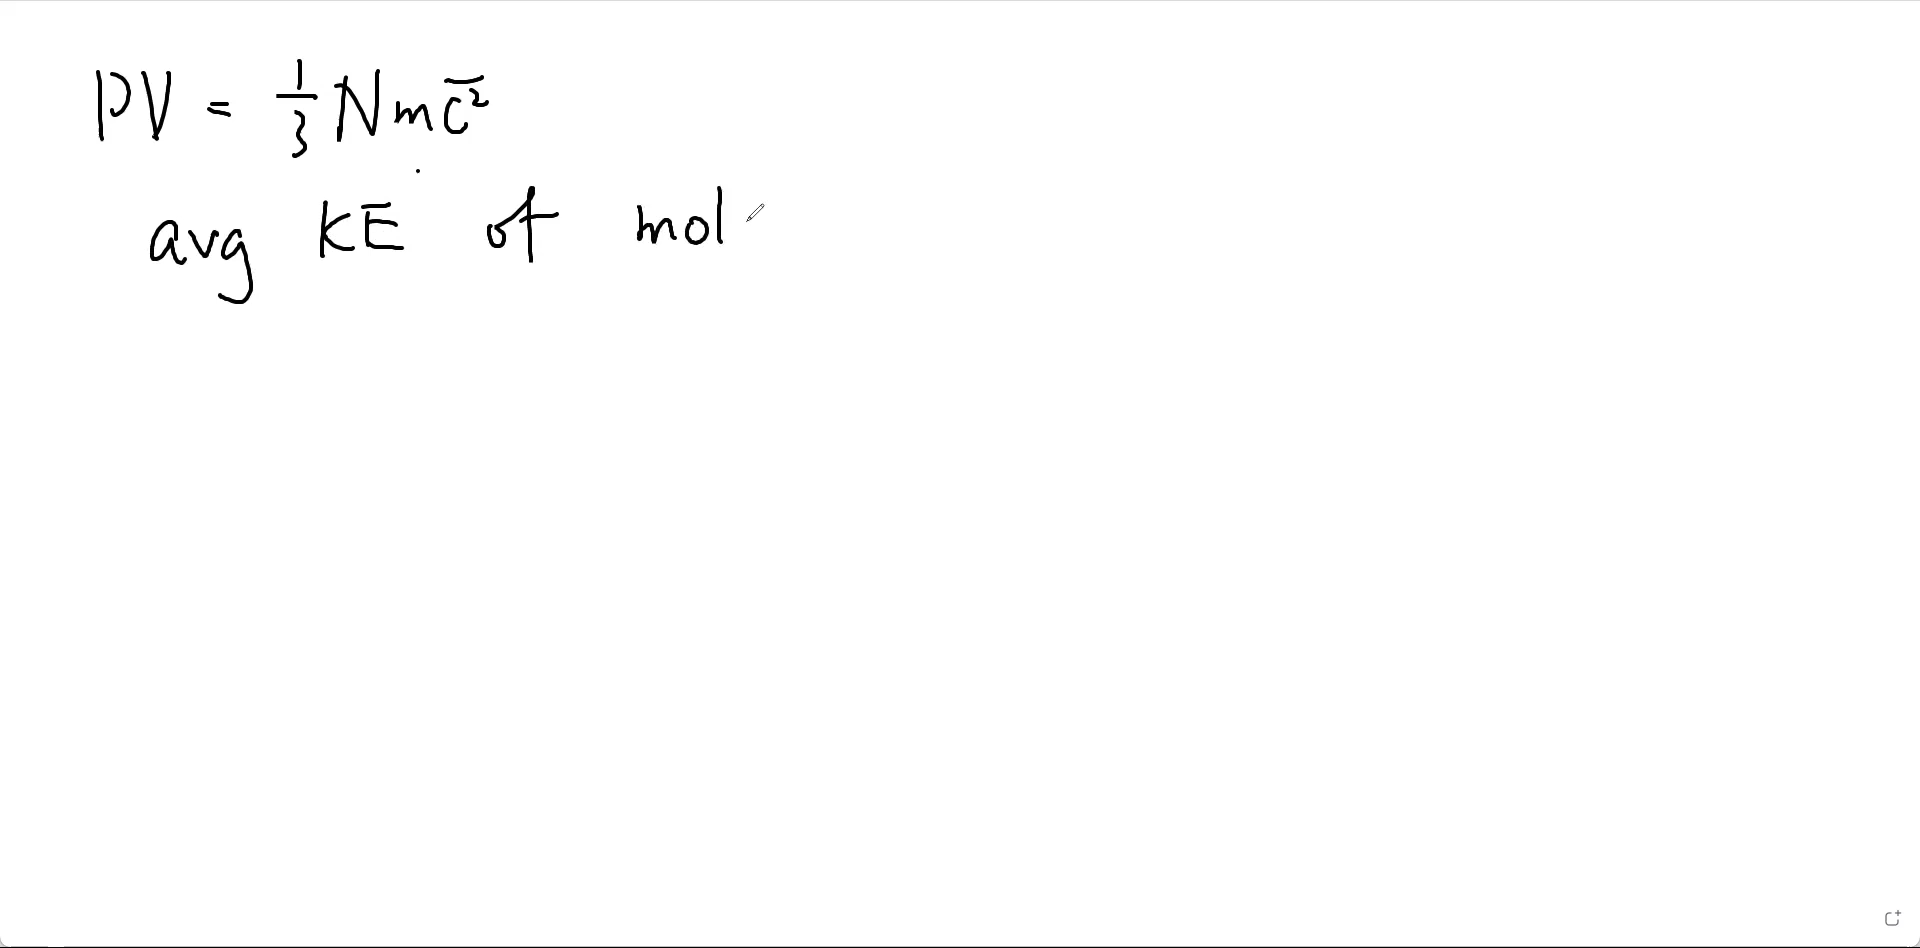 PV = 1/3 Nmc̄²
avg KE of mol